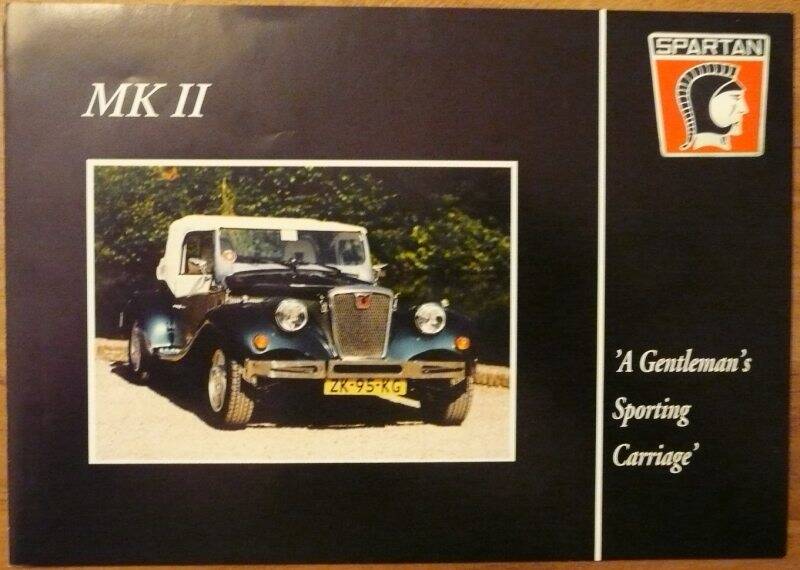 SPARTAN
MK II
ZK-95-KG
'A Gentleman's
Sporting
Carriage'